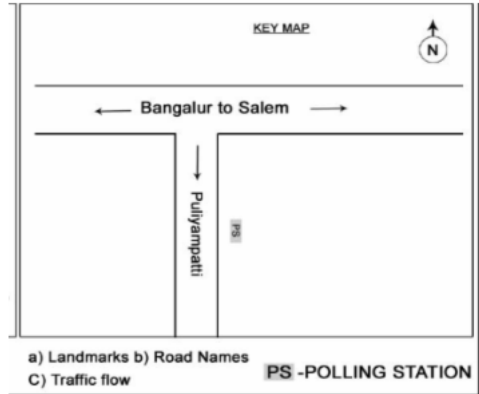 KEY MAP
N
Bangalur to Salem
Puliyampatti
PS
a) Landmarks b) Road Names
C) Traffic flow
PS -POLLING STATION